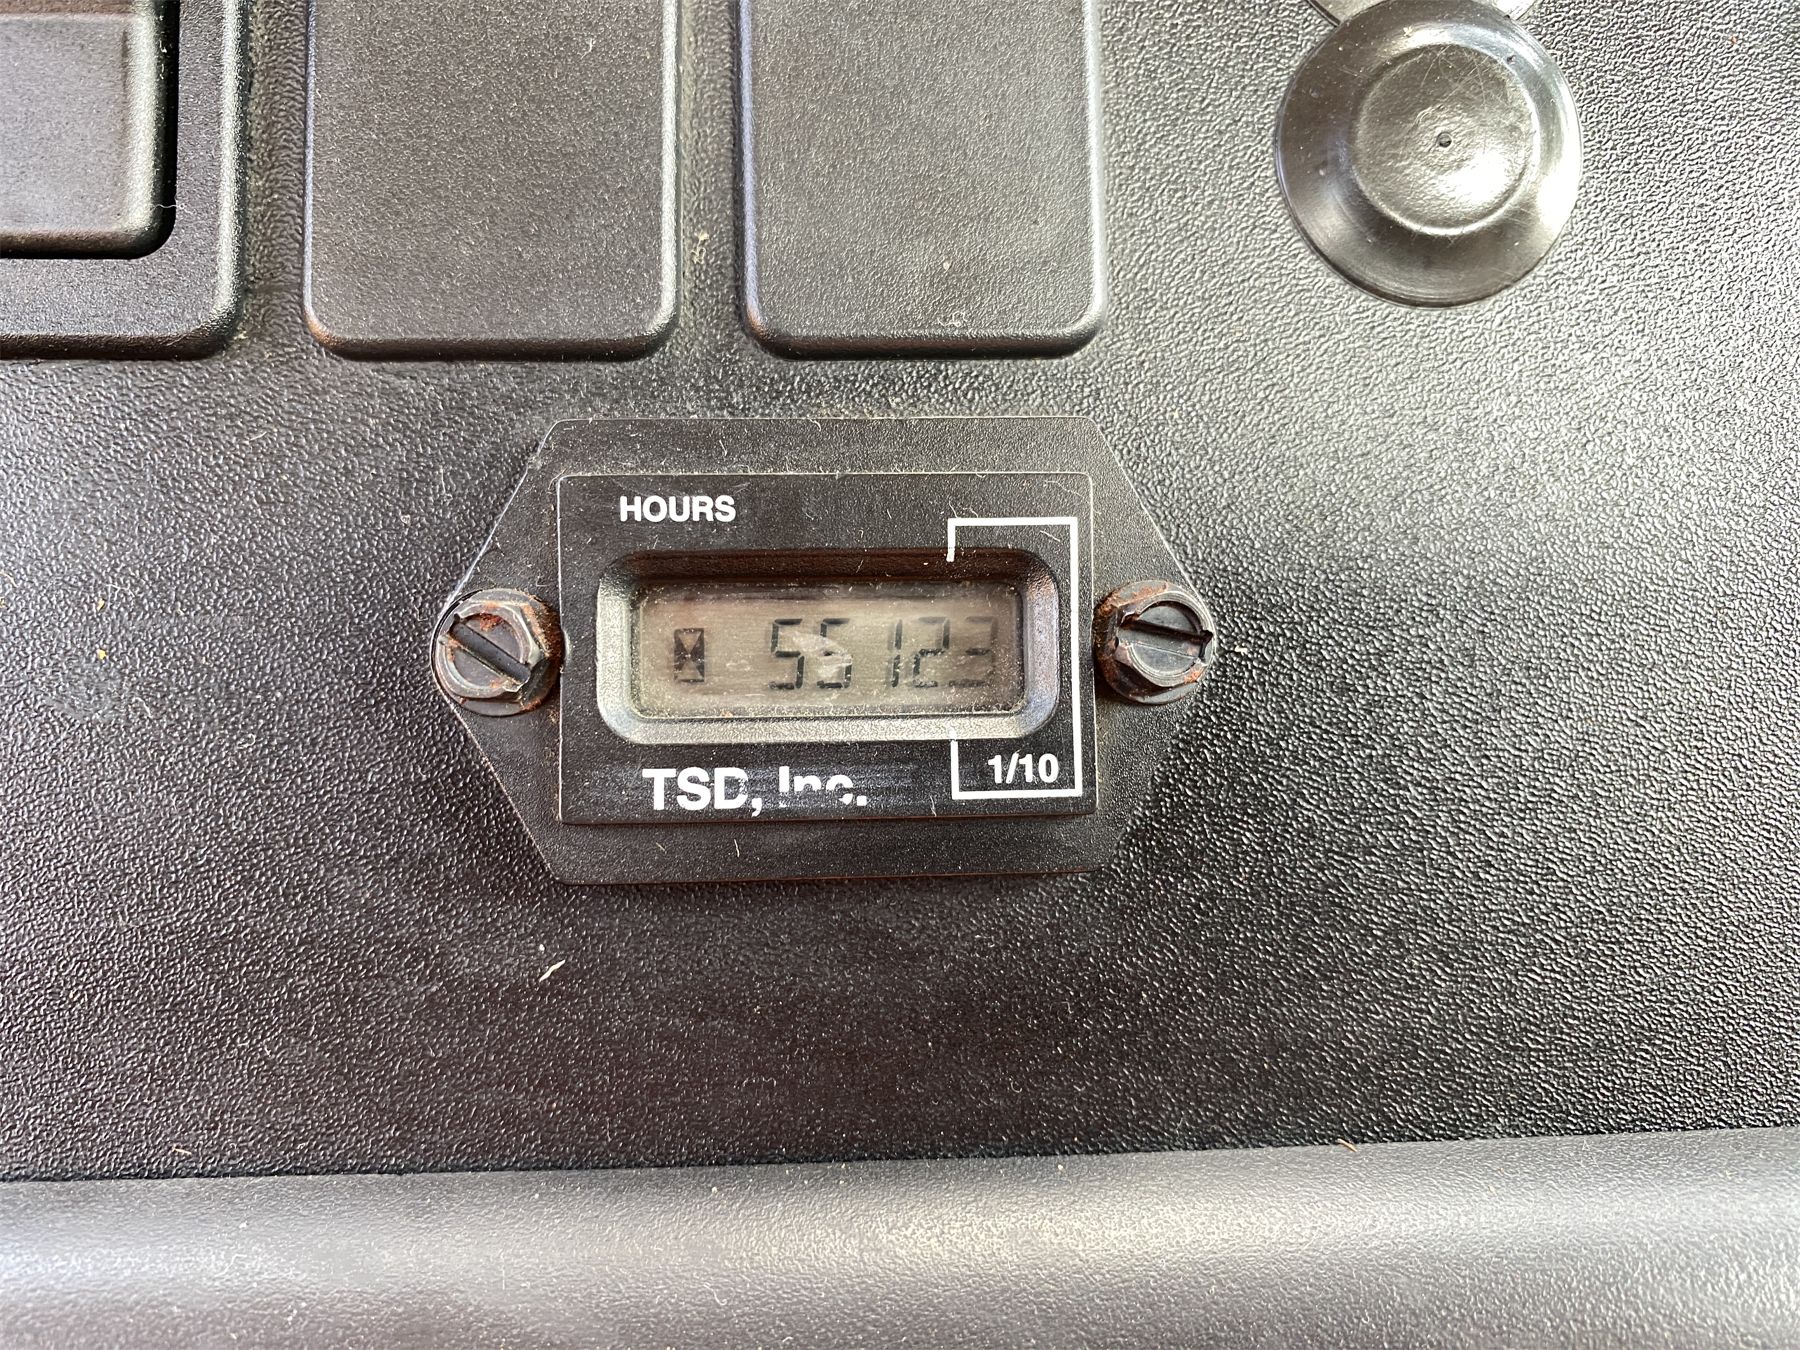 HOURS
55123
1/10
TSD, Inc.